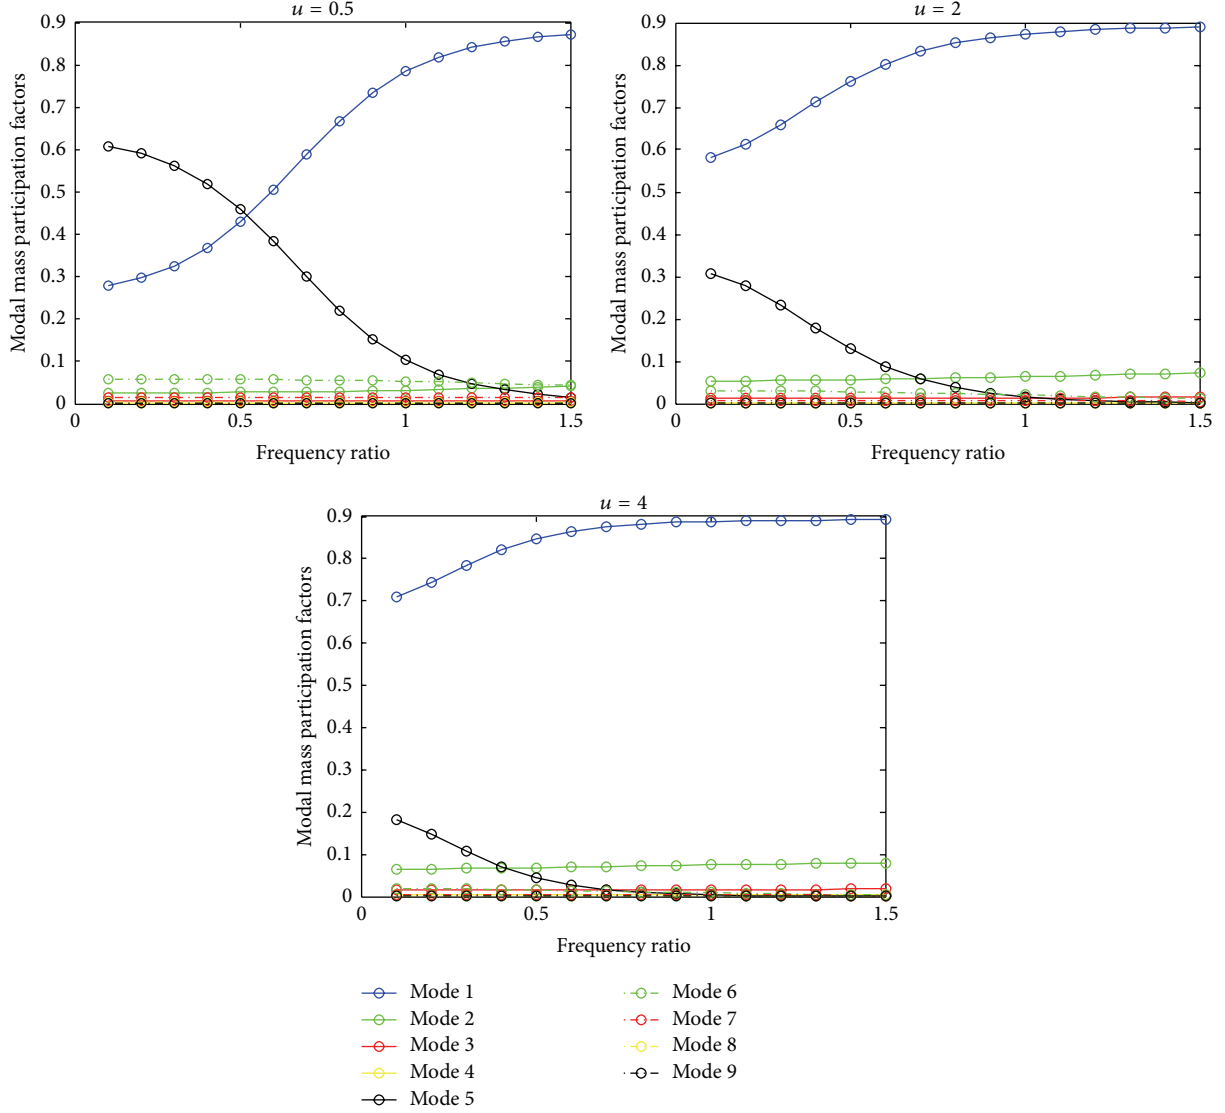 u = 0.5
0.9
0.8
0.7
0.6
0.5
0.4
0.3
0.2
0.1
0
Modal mass participation factors
0.5
1
1.5
Frequency ratio
u = 2
0.9
0.8
0.7
0.6
0.5
0.4
0.3
0.2
0.1
0
Modal mass participation factors
0
0.5
1
1.5
Frequency ratio
u = 4
0.9
0.8
0.7
0.6
0.5
0.4
0.3
0.2
0.1
0
Modal mass participation factors
0
0.5
1
1.5
Frequency ratio
Mode 1
Mode 2
Mode 3
Mode 4
Mode 5
Mode 6
Mode 7
Mode 8
Mode 9